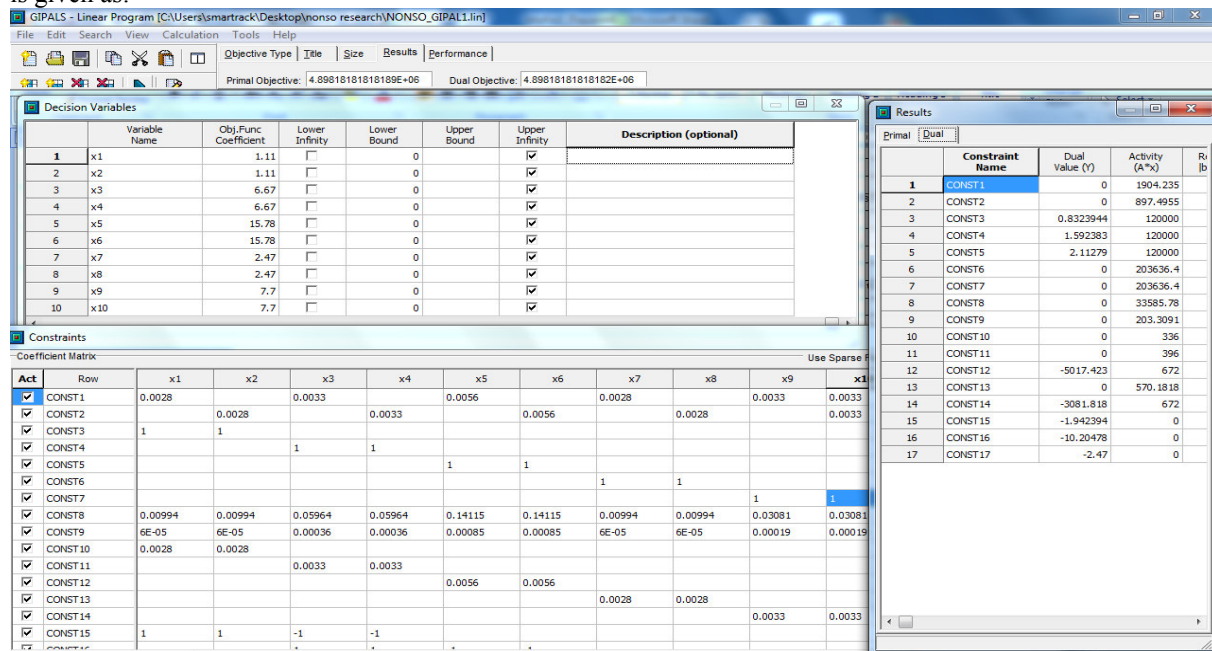 is given as:
GIPALS - Linear Program [C:\Users\smartrack\Desktop\nonso research\NONSO_GIPAL1.lin]
File Edit Search View Calculation Tools Help
Objective Type Title Size Results Performance
Primal Objective: 4.89818181818189E+06 Dual Objective: 4.89818181818182E+06
Decision Variables
Variable Name Obj.Func Coefficient Lower Infinity Lower Bound Upper Bound Upper Infinity Description (optional)
1 x1 1.11 0
2 x2 1.11 0
3 x3 6.67 0
4 x4 6.67 0
5 x5 15.78 0
6 x6 15.78 0
7 x7 2.47 0
8 x8 2.47 0
9 x9 7.7 0
10 x10 7.7 0
Constraints
Coefficient Matrix Use Sparse
Act Row x1 x2 x3 x4 x5 x6 x7 x8 x9 x1
CONST1 0.0028 0.0033 0.0056 0.0028 0.0033 0.0033
CONST2 0.0028 0.0033 0.0056 0.0028 0.0033
CONST3 1 1
CONST4 1 1
CONST5 1 1
CONST6 1 1
CONST7 1 1
CONST8 0.00994 0.00994 0.05964 0.05964 0.14115 0.14115 0.00994 0.00994 0.03081 0.03081
CONST9 6E-05 6E-05 0.00036 0.00036 0.00085 0.00085 6E-05 6E-05 0.00019 0.00019
CONST10 0.0028 0.0028
CONST11 0.0033 0.0033
CONST12 0.0056 0.0056
CONST13 0.0028 0.0028
CONST14 0.0033 0.0033
CONST15 1 1 -1 -1
Results
Primal Dual
Constraint Name Dual Value (Y) Activity (A*x)
1 CONST1 0 1904.235
2 CONST2 0 897.4955
3 CONST3 0.8323944 120000
4 CONST4 1.592383 120000
5 CONST5 2.11279 120000
6 CONST6 0 203636.4
7 CONST7 0 203636.4
8 CONST8 0 33585.78
9 CONST9 0 203.3091
10 CONST10 0 336
11 CONST11 0 396
12 CONST12 -5017.423 672
13 CONST13 0 570.1818
14 CONST14 -3081.818 672
15 CONST15 -1.942394 0
16 CONST16 -10.20478 0
17 CONST17 -2.47 0